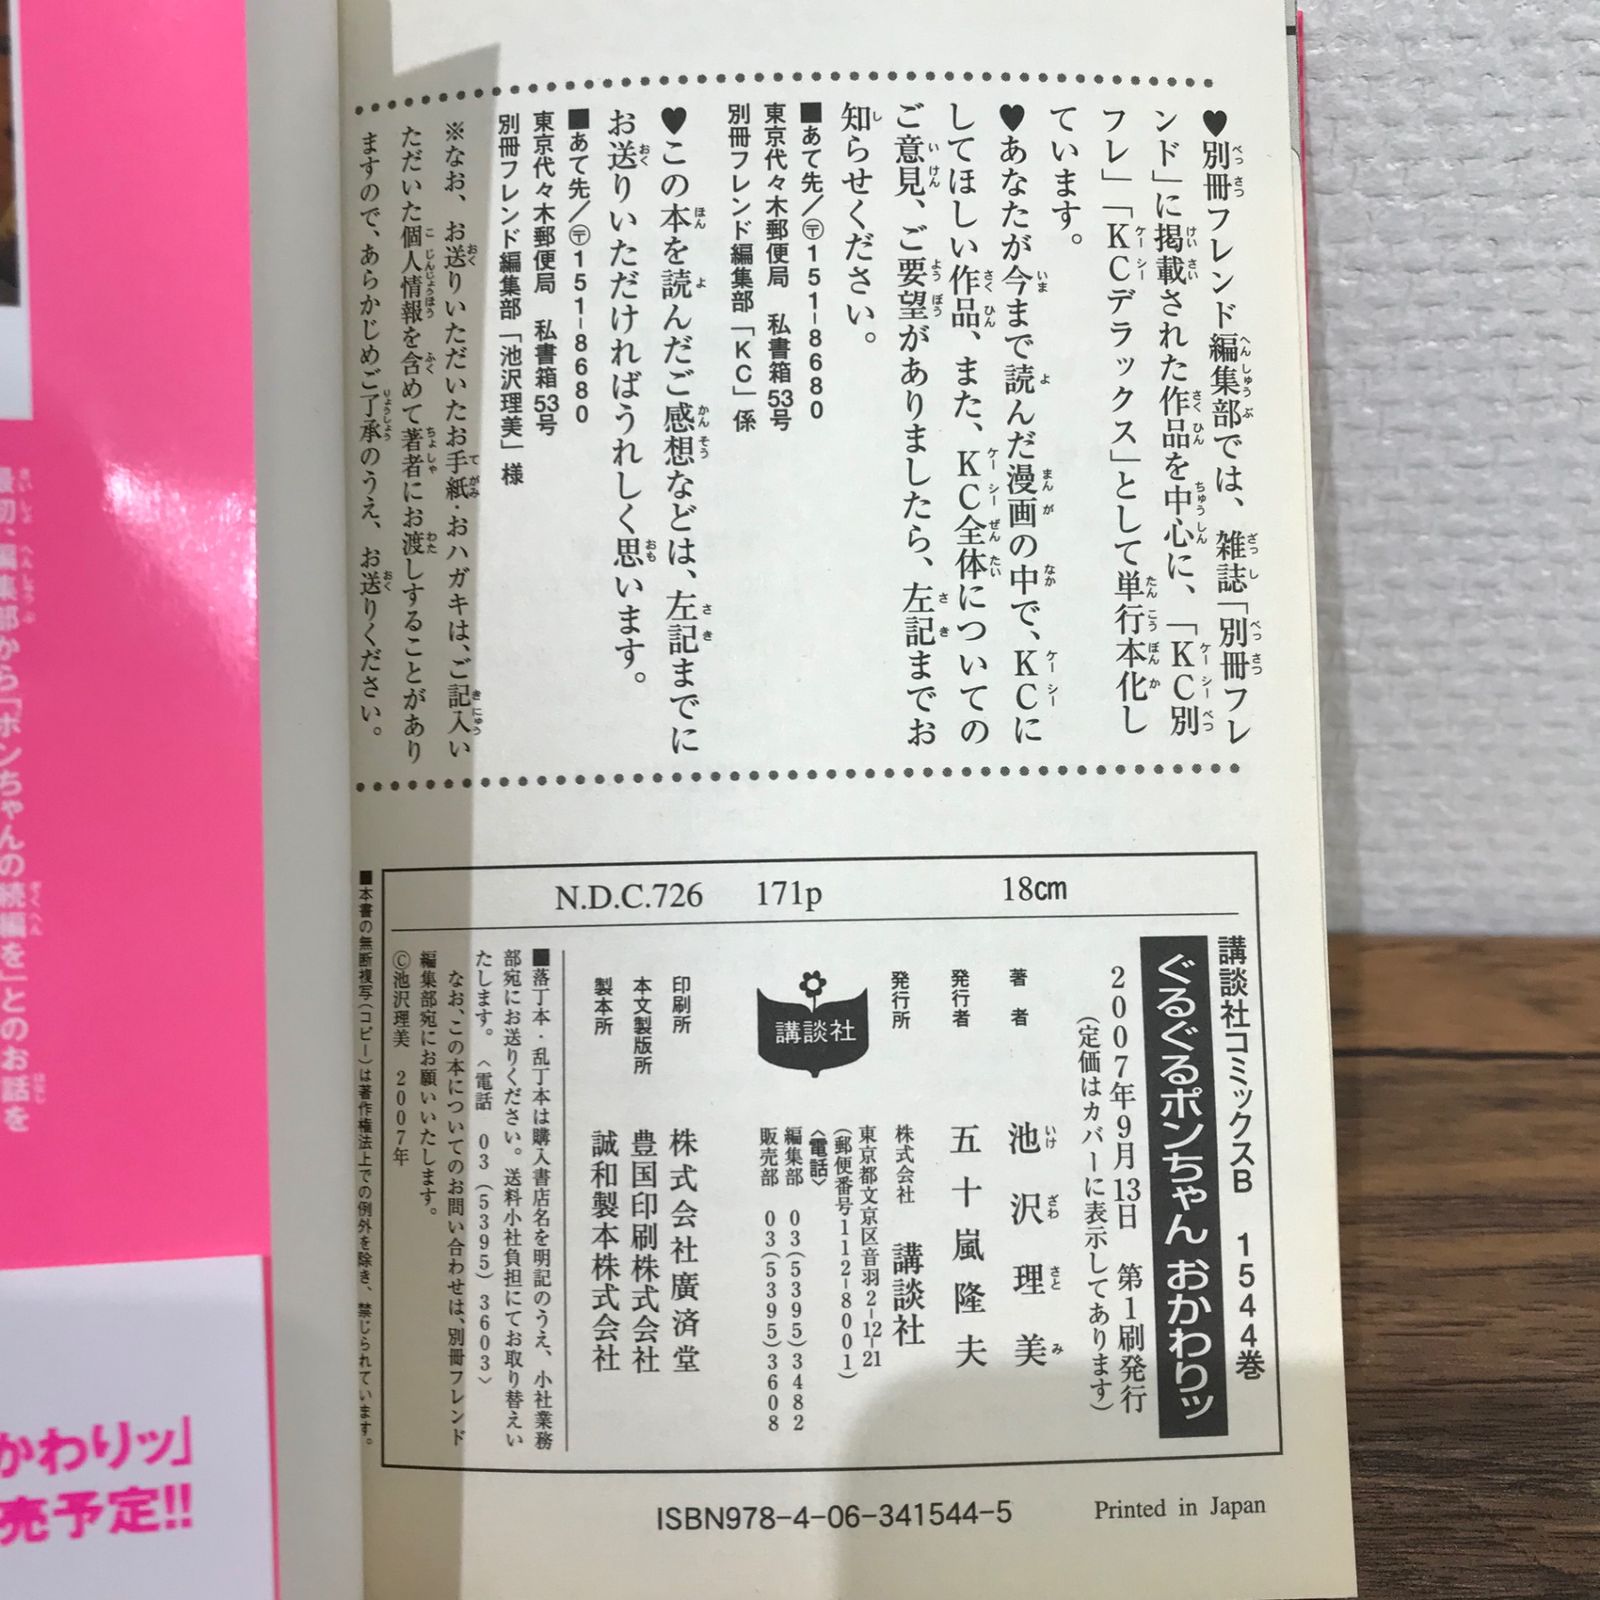 ♥別冊フレンド編集部では、雑誌「別冊フレ
ンド」に掲載された作品を中心に、「KC別
フレ」「KCデラックス」として単行本化し
ています。
♥あなたが今まで読んだ漫画の中で、KCに
してほしい作品、また、KC全体についての
ご意見、ご要望がありましたら、左記までお
知らせください。
■あて先/〒151-8680
東京代々木郵便局 私書箱53号
別冊フレンド編集部「KC」係
♥この本を読んだご感想などは、左記までに
お送りいただければうれしく思います。
■あて先/〒151-8680
東京代々木郵便局 私書箱53号
別冊フレンド編集部「池沢理美」様
※なお、お送りいただいたお手紙・おハガキは、ご記入い
ただいた個人情報を含めて著者にお渡しすることがあり
ますので、あらかじめご了承のうえ、お送りください。
N.D.C.726 171p 18cm
講談社コミックスB 1544巻
ぐるぐるポンちゃん おかわりッ
2007年9月13日 第1刷発行
(定価はカバーに表示してあります)
著者 池沢理美
発行者 五十嵐隆夫
発行所 株式会社 講談社
東京都文京区音羽2-12-21
(郵便番号112-8001)
〈電話〉
編集部 03(5395)3482
販売部 03(5395)3608
講談社
印刷所 株式会社廣済堂
本文製版所 豊国印刷株式会社
製本所 誠和製本株式会社
■落丁本・乱丁本は購入書店名を明記のうえ、小社業務
部宛にお送りください。送料小社負担にてお取り替えい
たします。〈電話 03(5395)3603〉
なお、この本についてのお問い合わせは、別冊フレンド
編集部宛にお願いいたします。
©池沢理美 2007年
■本書の無断複写(コピー)は著作権法上での例外を除き、禁じられています。
ISBN978-4-06-341544-5
Printed in Japan
最初、編集部から「ポンちゃんの続編を」とのお話を
かわりッ」
売予定!!